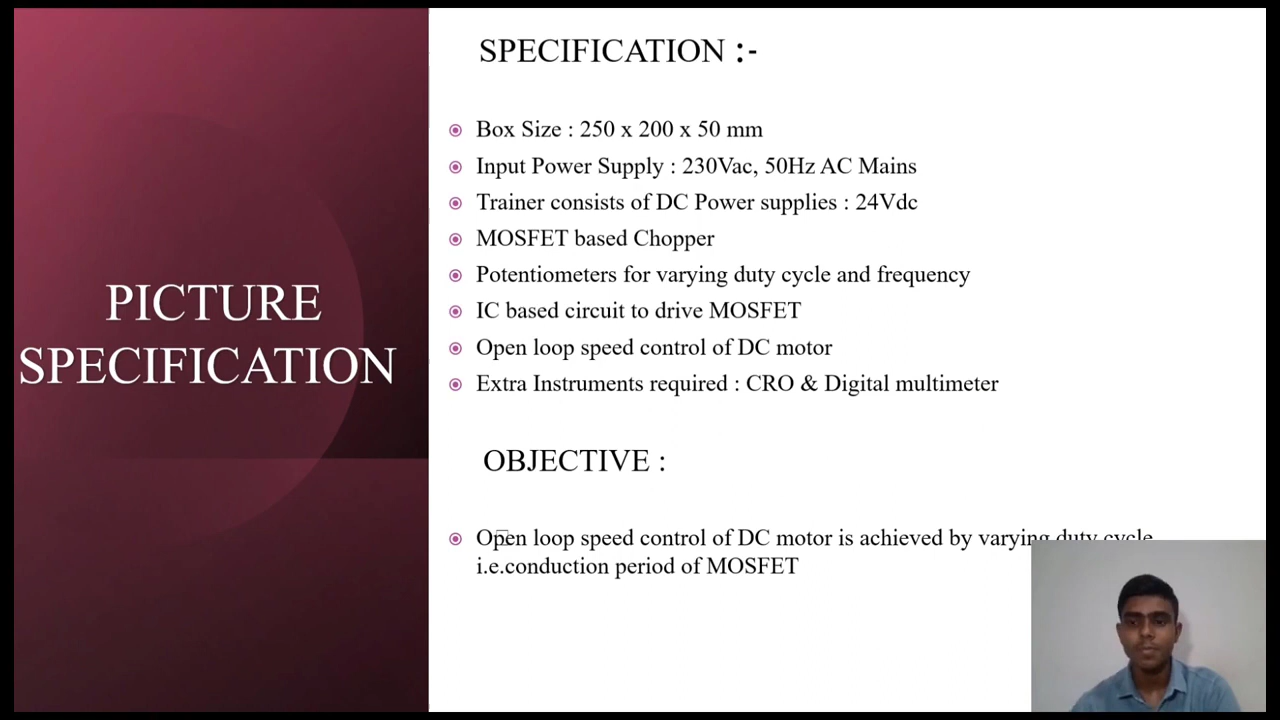 PICTURE
SPECIFICATION
SPECIFICATION :-
Box Size : 250 x 200 x 50 mm
Input Power Supply : 230Vac, 50Hz AC Mains
Trainer consists of DC Power supplies : 24Vdc
MOSFET based Chopper
Potentiometers for varying duty cycle and frequency
IC based circuit to drive MOSFET
Open loop speed control of DC motor
Extra Instruments required : CRO & Digital multimeter
OBJECTIVE :
Open loop speed control of DC motor is achieved by varying duty cycle
i.e.conduction period of MOSFET